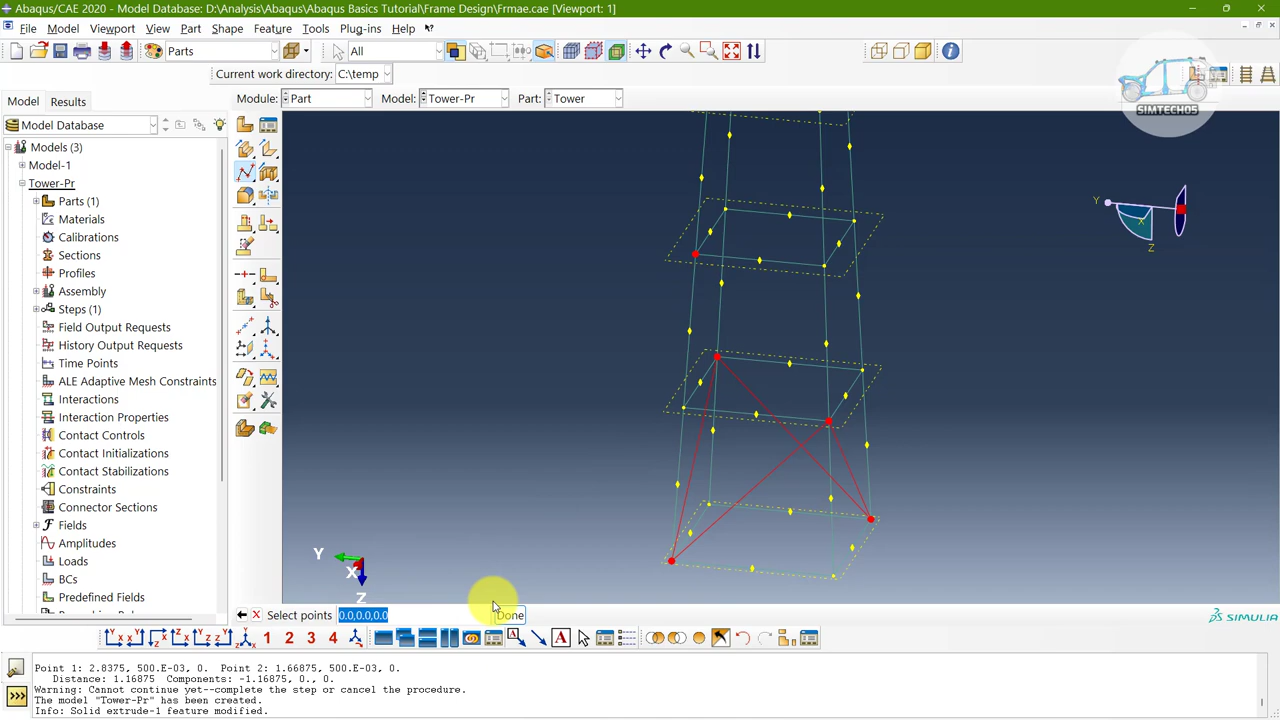 Abaqus/CAE 2020 - Model Database: D:\Analysis\Abaqus\Abaqus Basics Tutorial\Frame Design\Frmae.cae [Viewport: 1]
File Model Viewport View Part Shape Feature Tools Plug-ins Help
Parts All
Current work directory: C:\temp
SIMTECH05
Model Results Module: Part Model: Tower-Pr Part: Tower
Model Database
Models (3)
Model-1
Tower-Pr
Parts (1)
Materials
Calibrations
Sections
Profiles
Assembly
Steps (1)
Field Output Requests
History Output Requests
Time Points
ALE Adaptive Mesh Constraints
Interactions
Interaction Properties
Contact Controls
Contact Initializations
Contact Stabilizations
Constraints
Connector Sections
Fields
Amplitudes
Loads
BCs
Predefined Fields
Y
X
Z
Y
X
Z
Select points 0.0,0.0,0.0 Done
1 2 3 4 A A
SIMULIA
Point 1: 2.8375, 500.E-03, 0. Point 2: 1.66875, 500.E-03, 0.
Distance: 1.16875 Components: -1.16875, 0., 0.
Warning: Cannot continue yet--complete the step or cancel the procedure.
The model "Tower-Pr" has been created.
Info: Solid extrude-1 feature modified.
>>>